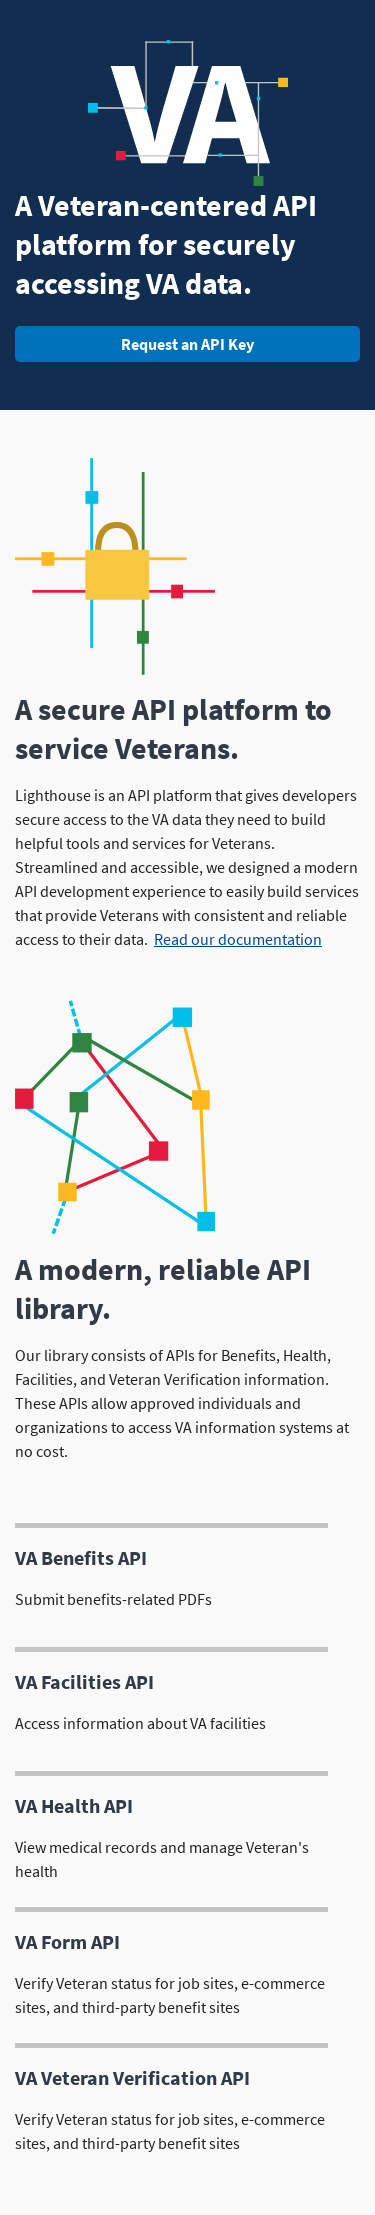 VA
A Veteran-centered API
platform for securely
accessing VA data.
Request an API Key
A secure API platform to
service Veterans.
Lighthouse is an API platform that gives developers
secure access to the VA data they need to build
helpful tools and services for Veterans.
Streamlined and accessible, we designed a modern
API development experience to easily build services
that provide Veterans with consistent and reliable
access to their data. Read our documentation
A modern, reliable API
library.
Our library consists of APIs for Benefits, Health,
Facilities, and Veteran Verification information.
These APIs allow approved individuals and
organizations to access VA information systems at
no cost.
VA Benefits API
Submit benefits-related PDFs
VA Facilities API
Access information about VA facilities
VA Health API
View medical records and manage Veteran's
health
VA Form API
Verify Veteran status for job sites, e-commerce
sites, and third-party benefit sites
VA Veteran Verification API
Verify Veteran status for job sites, e-commerce
sites, and third-party benefit sites